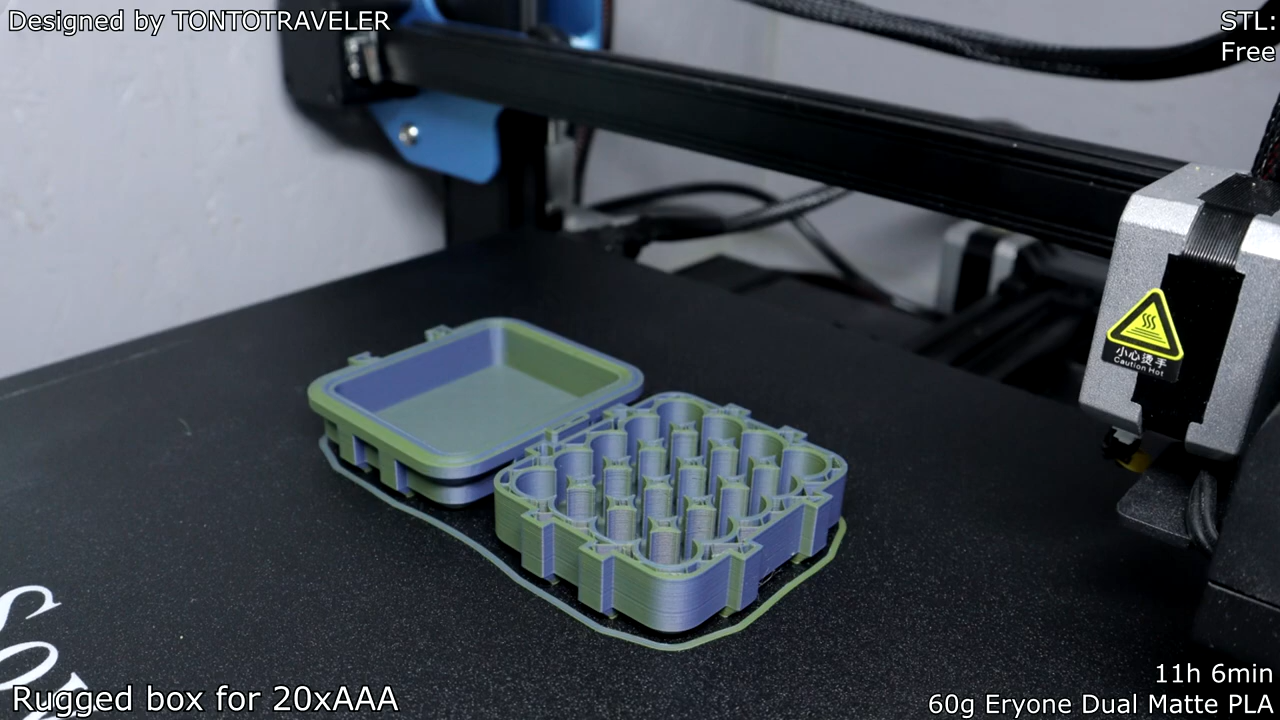 Designed by TONTOTRAVELER
STL:
Free
小心烫手
Caution Hot
Rugged box for 20xAAA
11h 6min
60g Eryone Dual Matte PLA